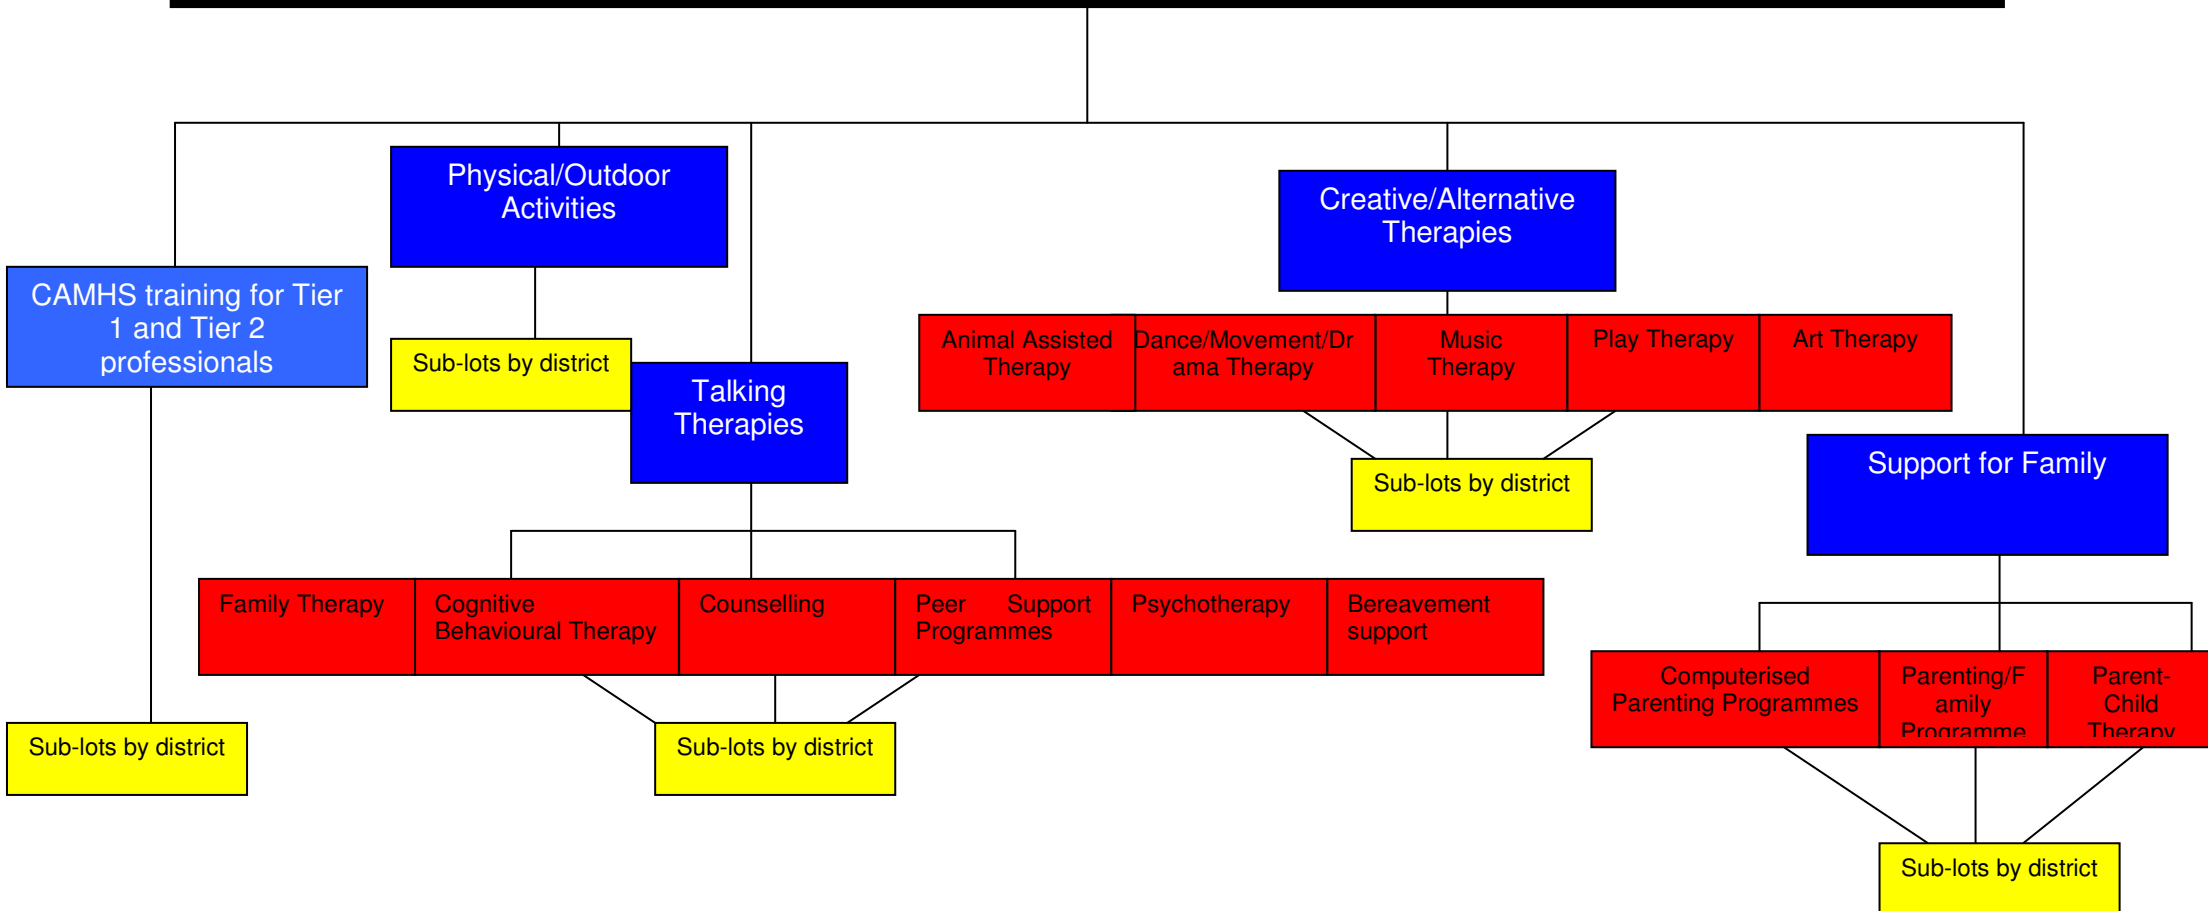 Physical/Outdoor
Activities
Creative/Alternative
Therapies
CAMHS training for Tier
1 and Tier 2
professionals
Sub-lots by district
Talking
Therapies
Animal Assisted
Therapy
Dance/Movement/Dr
ama Therapy
Music
Therapy
Play Therapy
Art Therapy
Sub-lots by district
Support for Family
Family Therapy
Cognitive
Behavioural Therapy
Counselling
Peer Support
Programmes
Psychotherapy
Bereavement
support
Computerised
Parenting Programmes
Parenting/F
amily
Programme
Parent-
Child
Therapy
Sub-lots by district
Sub-lots by district
Sub-lots by district